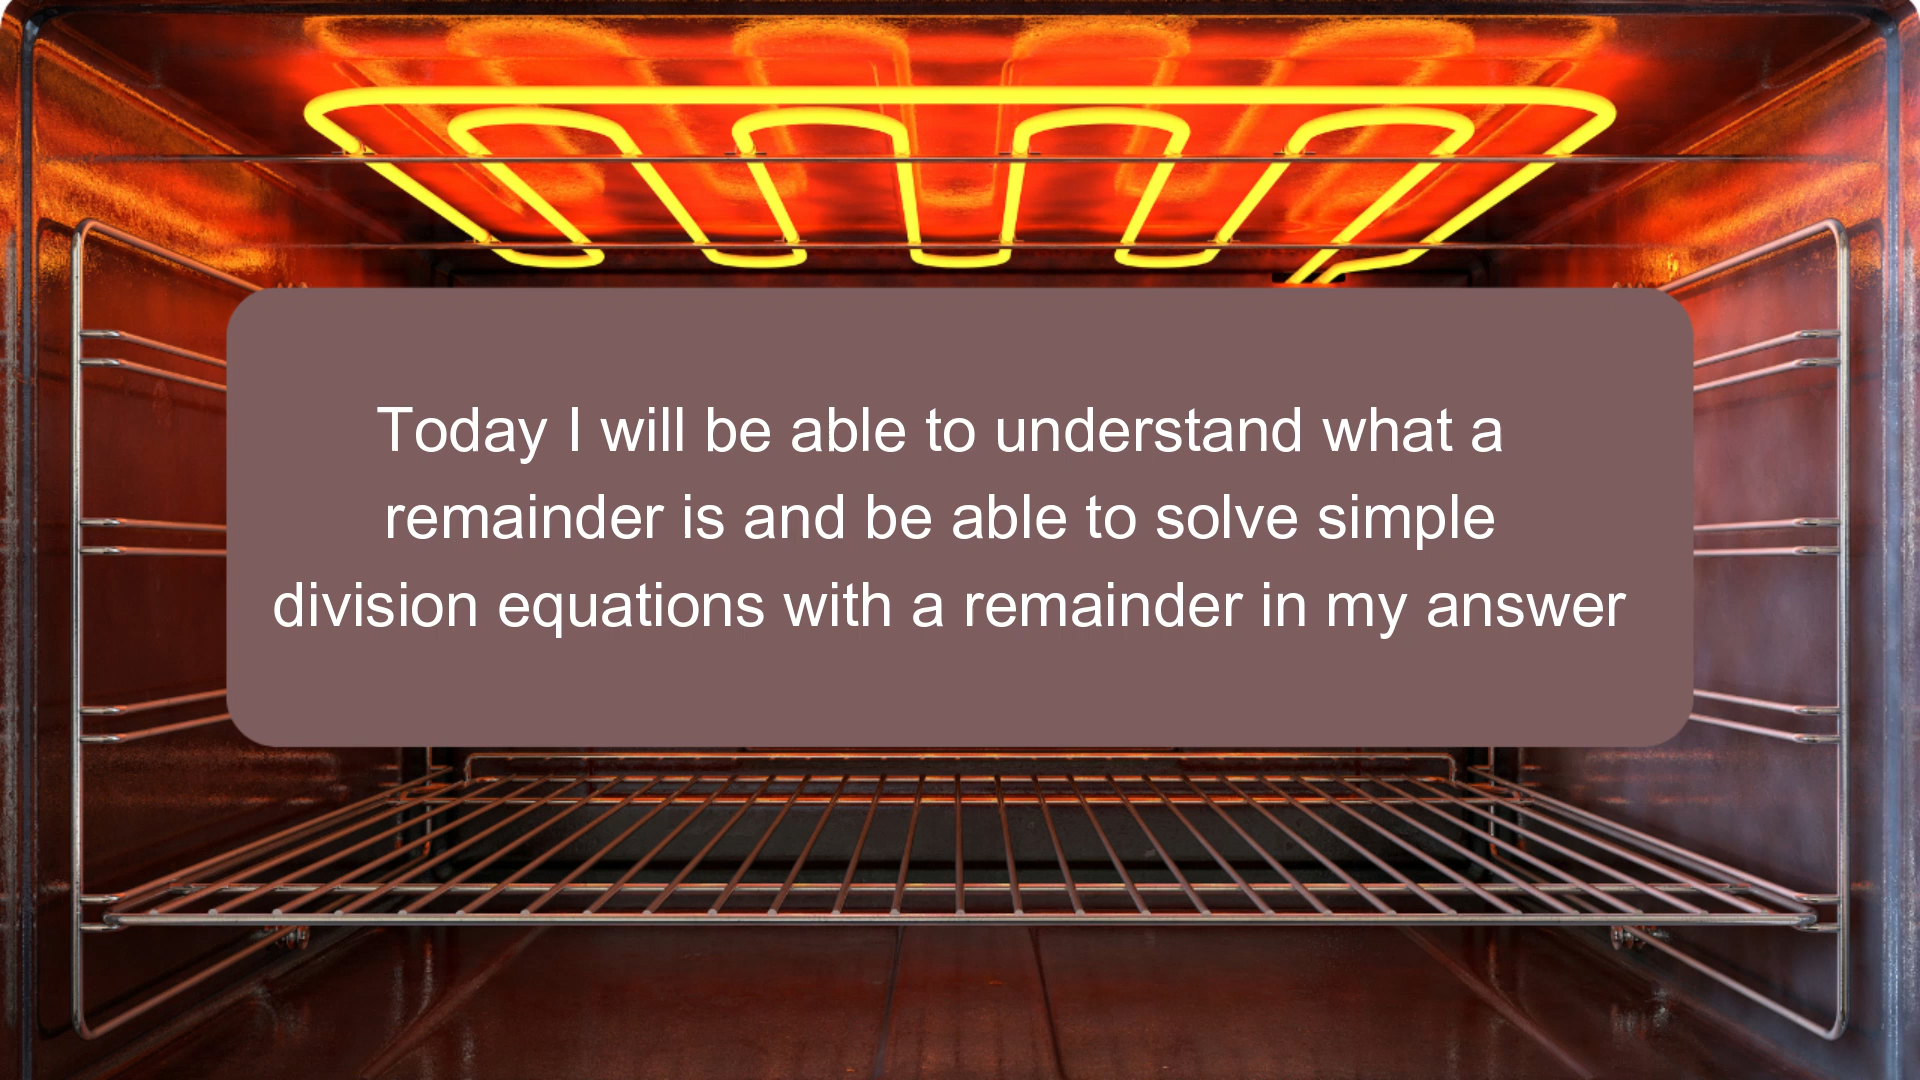 Today I will be able to understand what a
remainder is and be able to solve simple
division equations with a remainder in my answer